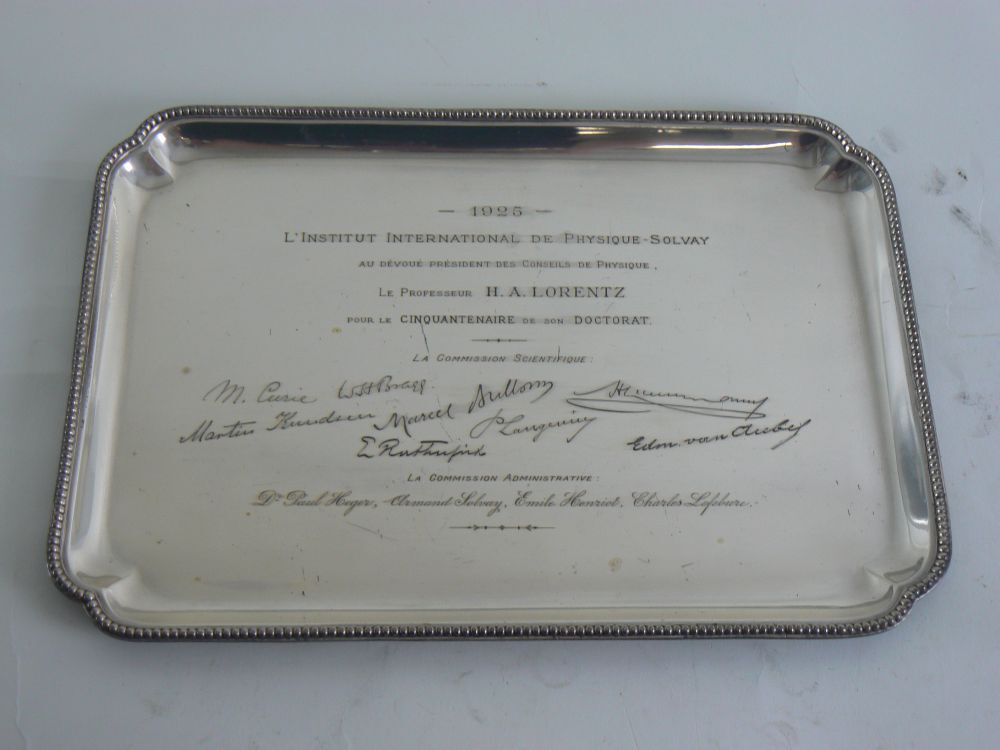 — 1925 —
L'INSTITUT INTERNATIONAL DE PHYSIQUE-SOLVAY
AU DÉVOUÉ PRÉSIDENT DES CONSEILS DE PHYSIQUE,
LE PROFESSEUR H. A. LORENTZ
POUR LE CINQUANTENAIRE DE SON DOCTORAT.
LA COMMISSION SCIENTIFIQUE :
M. Curie WHBragg.
Martin Knudsen Marcel Brillouin P Langevin
E Rutherford Edm van Aubel
LA COMMISSION ADMINISTRATIVE :
Dr Paul Heger, Armand Solvay, Emile Henriot, Charles Lefebure.